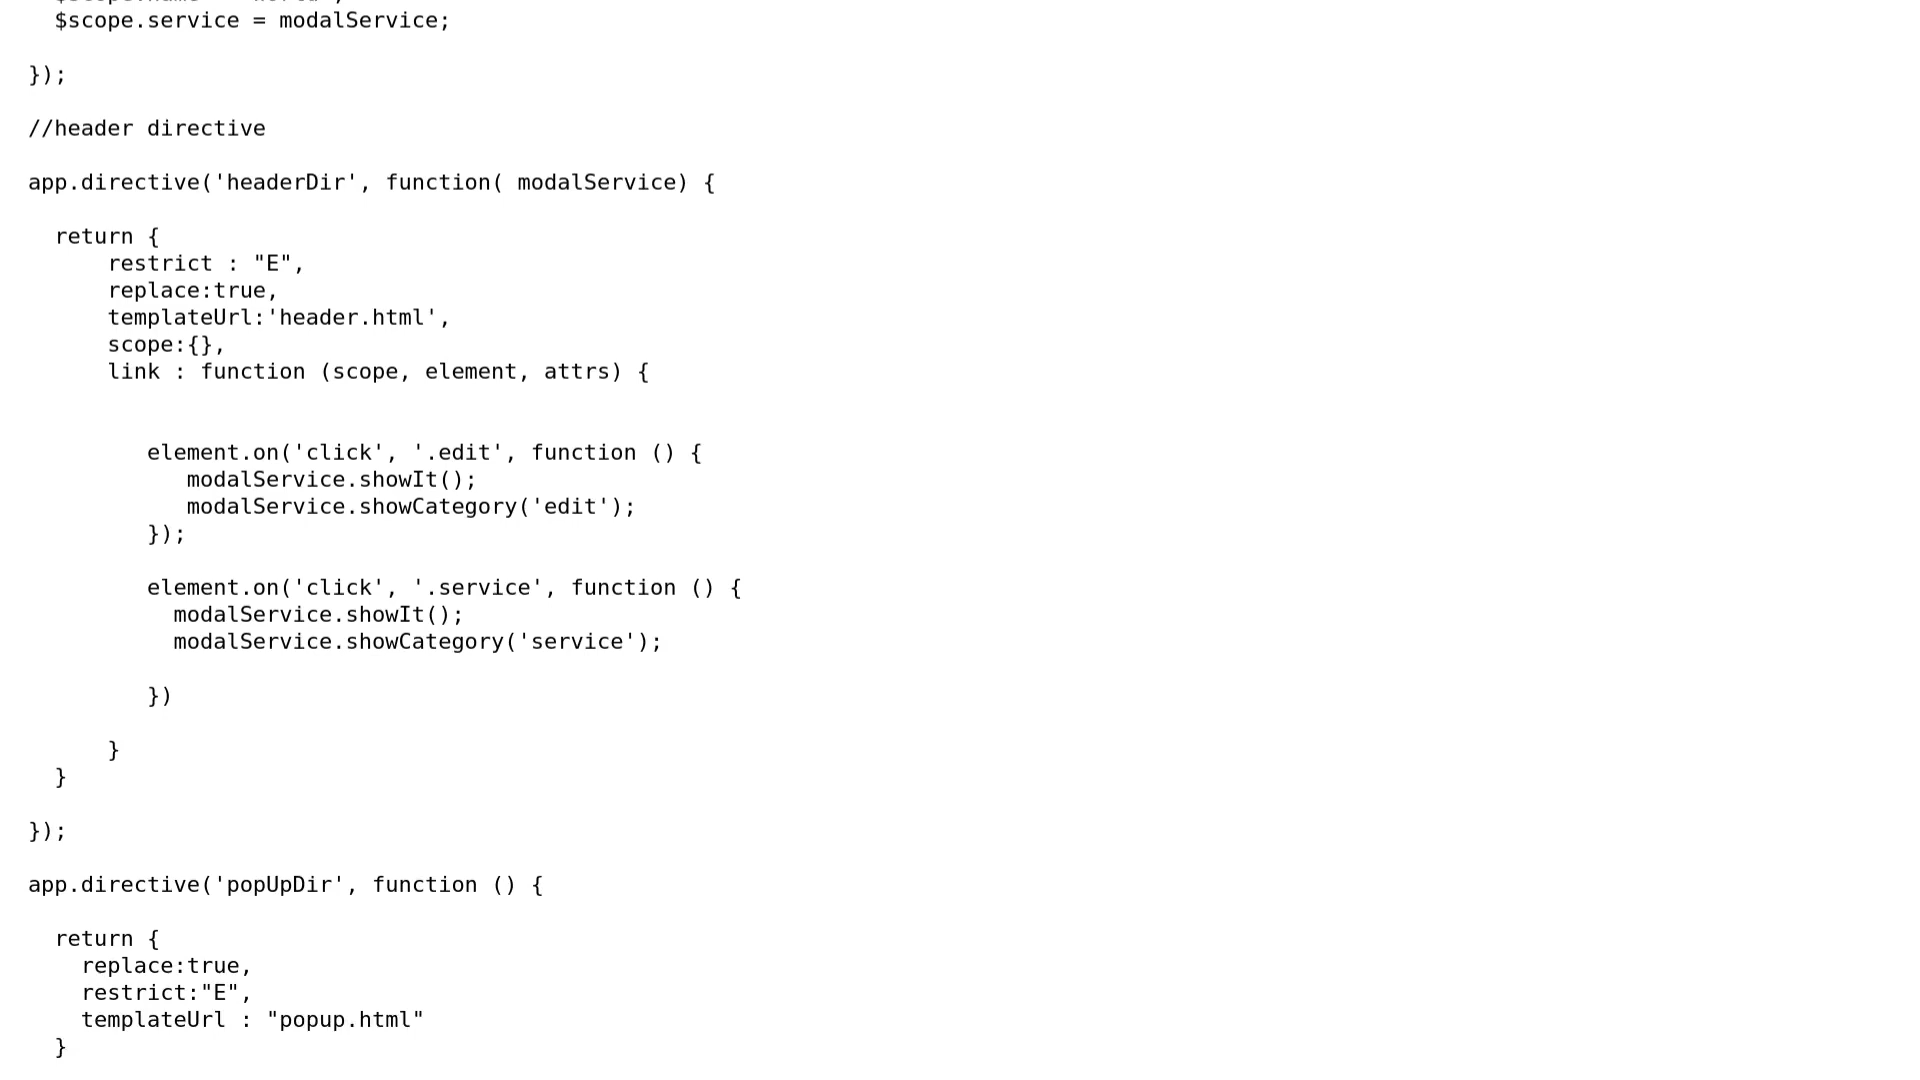 $scope.service = modalService;
});
//header directive
app.directive('headerDir', function( modalService) {
return {
restrict : "E",
replace:true,
templateUrl:'header.html',
scope:{},
link : function (scope, element, attrs) {
element.on('click', '.edit', function () {
modalService.showIt();
modalService.showCategory('edit');
});
element.on('click', '.service', function () {
modalService.showIt();
modalService.showCategory('service');
})
}
}
});
app.directive('popUpDir', function () {
return {
replace:true,
restrict:"E",
templateUrl : "popup.html"
}